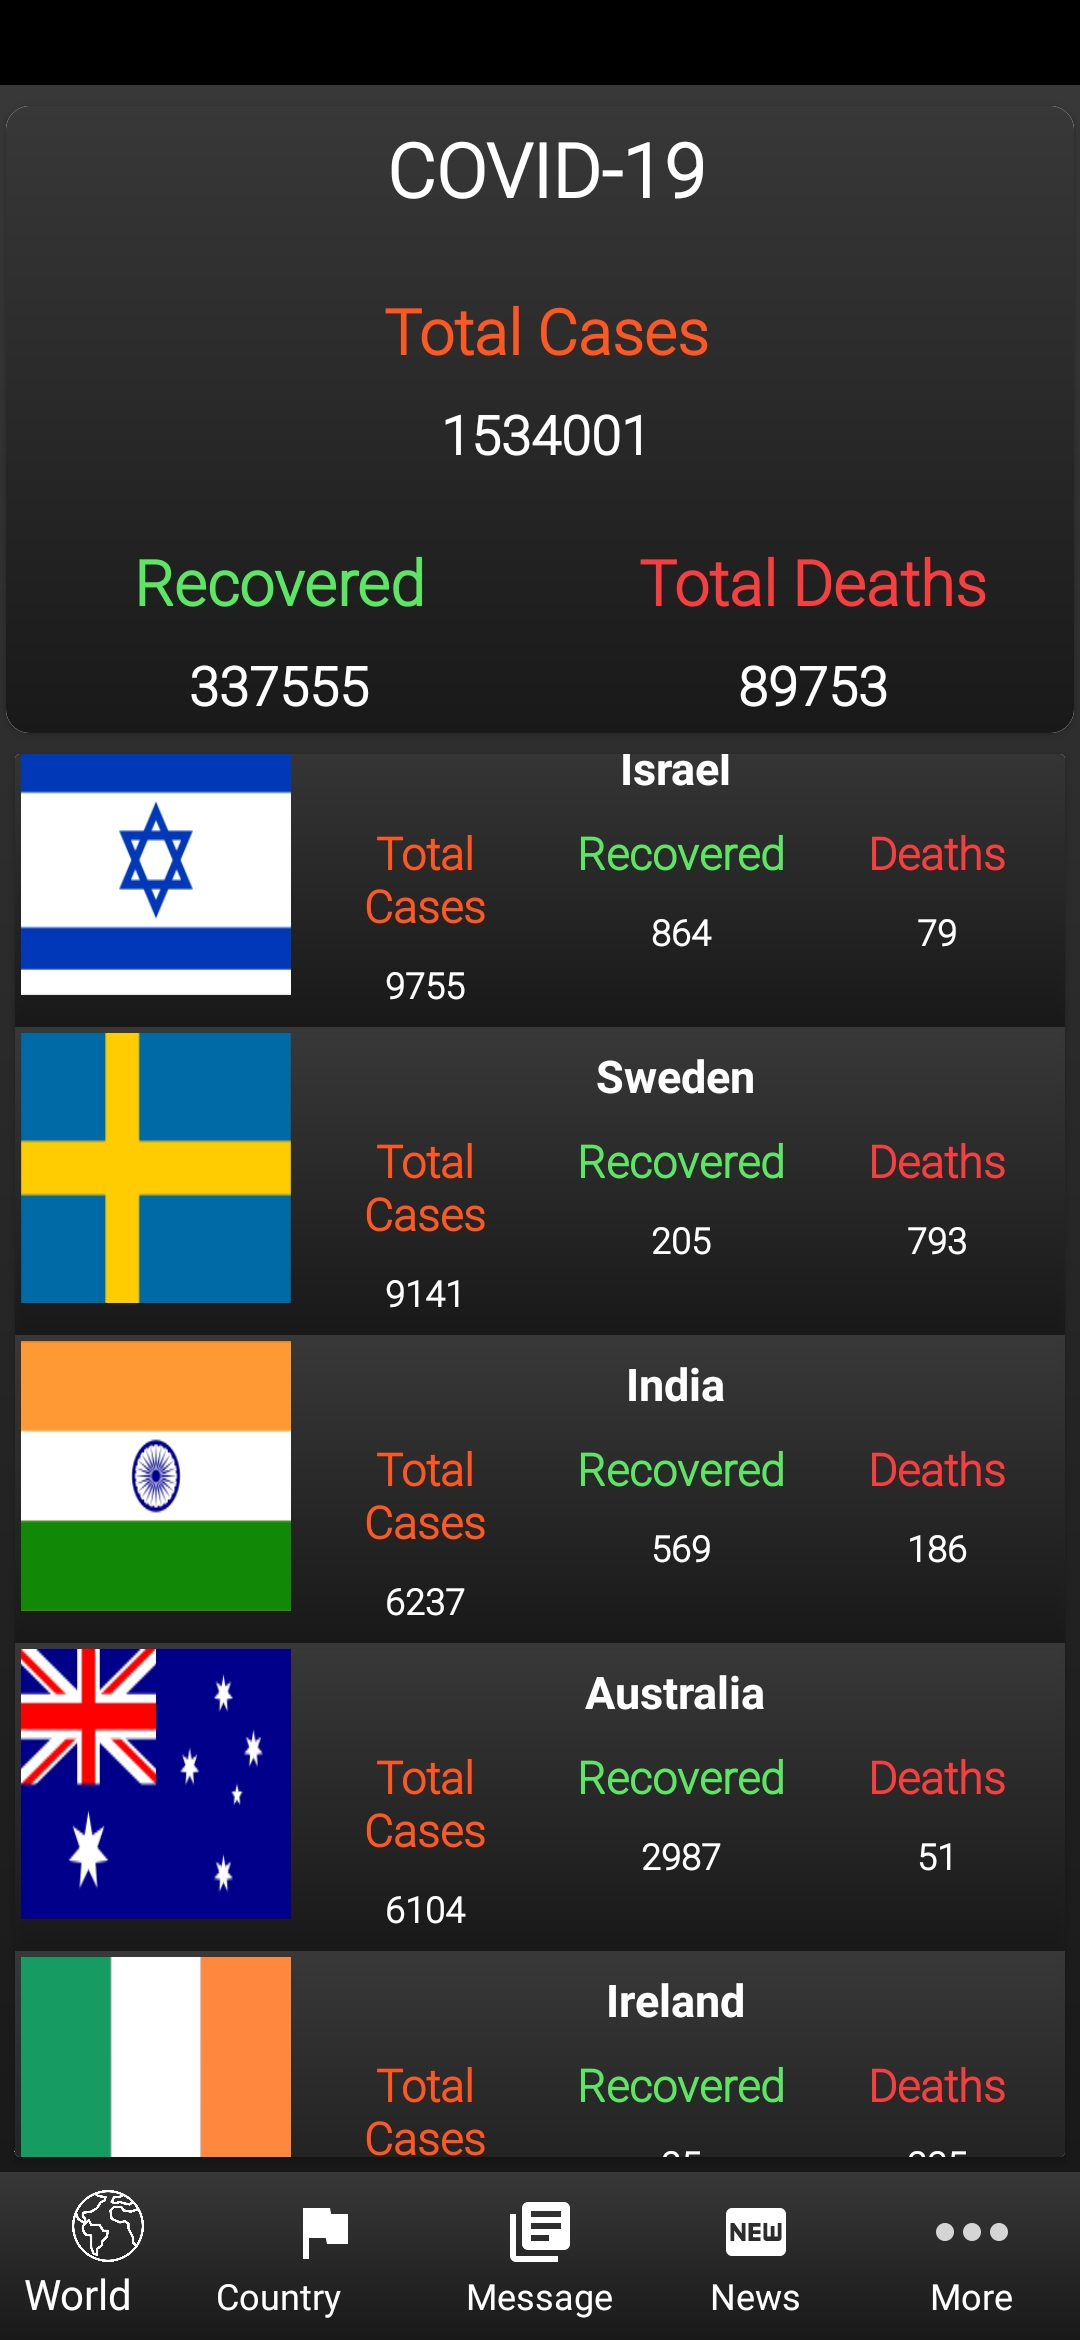 COVID-19
Total Cases
1534001
Recovered Total Deaths
337555 89753
Israel
Total Recovered Deaths
Cases
864 79
9755
Sweden
Total Recovered Deaths
Cases
205 793
9141
India
Total Recovered Deaths
Cases
569 186
6237
Australia
Total Recovered Deaths
Cases
2987 51
6104
Ireland
Total Recovered Deaths
Cases
NEW
World Country Message News More